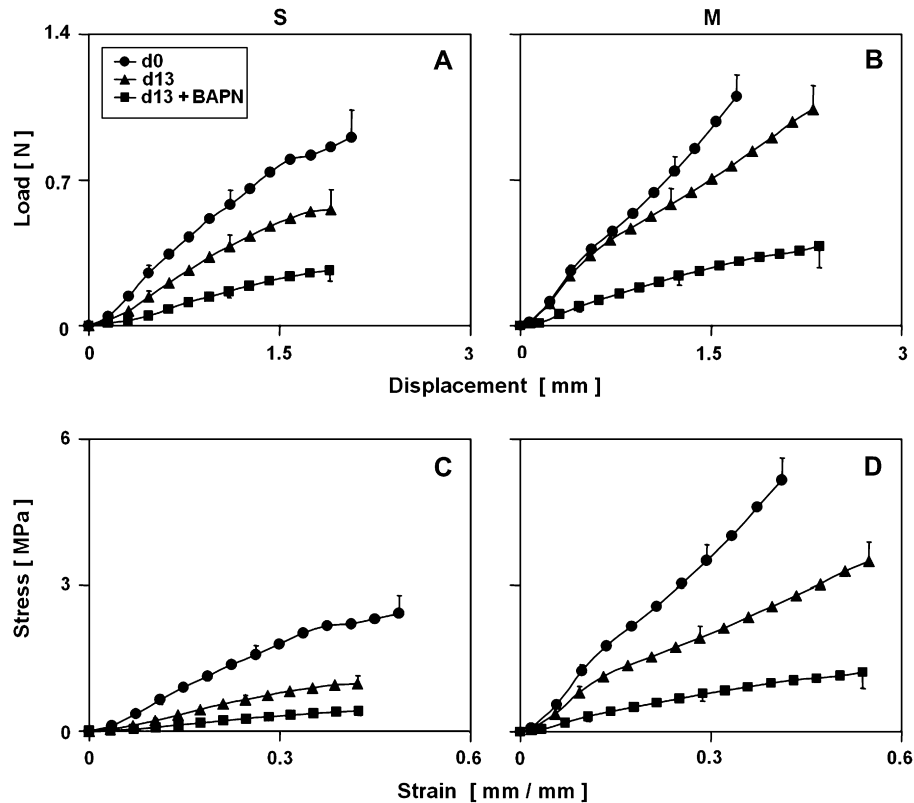 S
M
1.4
A
B
d0
d13
d13 + BAPN
Load [ N ]
0.7
0
0
1.5
3
0
1.5
3
Displacement [ mm ]
6
C
D
Stress [ MPa ]
3
0
0
0.3
0.6
0
0.3
0.6
Strain [ mm / mm ]